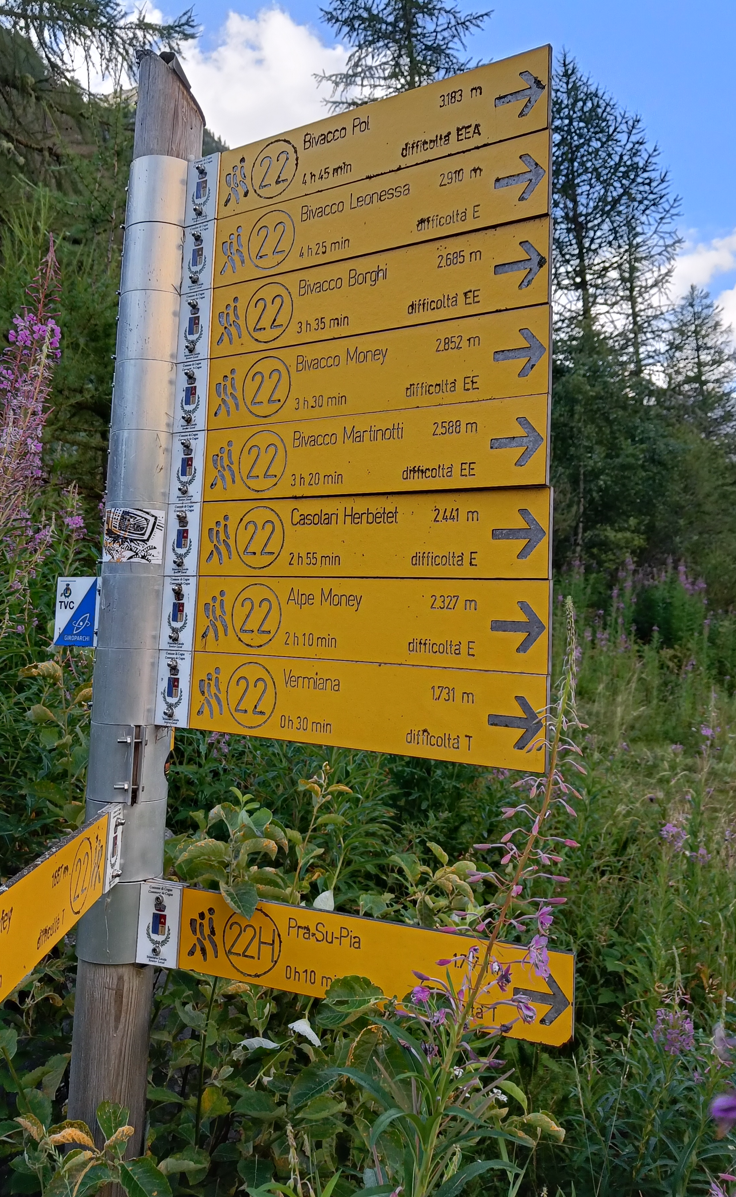 22 Bivacco Pol 3.183 m
4 h 45 min difficoltà EEA
22 Bivacco Leonessa 2.910 m
4 h 25 min difficoltà E
22 Bivacco Borghi 2.685 m
3 h 35 min difficoltà EE
22 Bivacco Money 2.852 m
3 h 30 min difficoltà EE
22 Bivacco Martinotti 2.588 m
3 h 20 min difficoltà EE
22 Casolari Herbetet 2.441 m
2 h 55 min difficoltà E
22 Alpe Money 2.327 m
2 h 10 min difficoltà E
22 Vermiana 1.731 m
0 h 30 min difficoltà T
TVC
GIROPARCHI
22H Pra-Su-Pia
0 h 10 m
22
difficoltà T